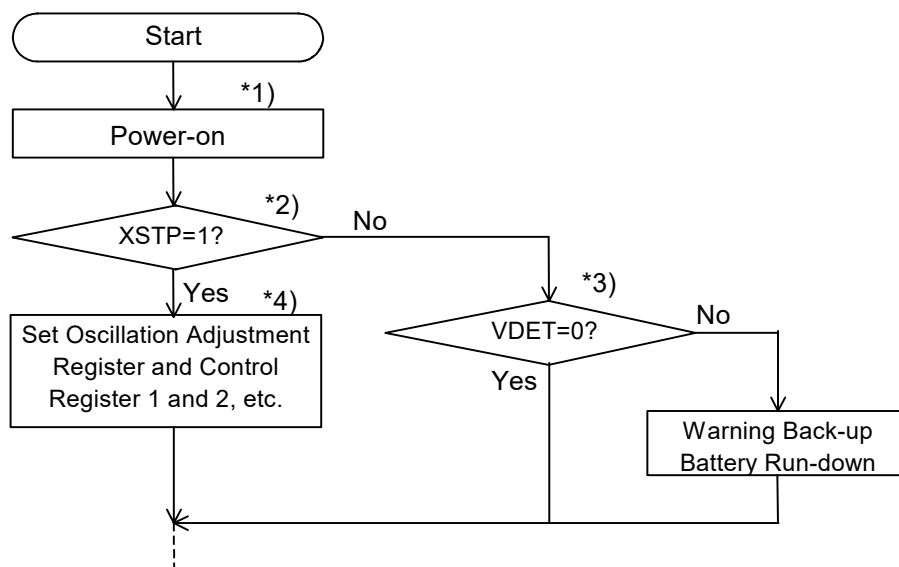 Start
*1)
Power-on
*2)
XSTP=1?
No
Yes
*4)
Set Oscillation Adjustment
Register and Control
Register 1 and 2, etc.
*3)
VDET=0?
No
Yes
Warning Back-up
Battery Run-down